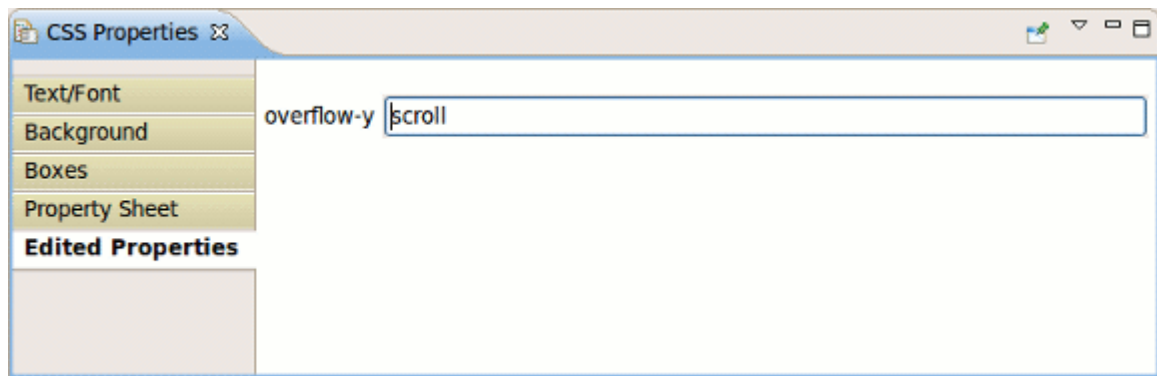 CSS Properties
Text/Font
Background
Boxes
Property Sheet
Edited Properties
overflow-y scroll